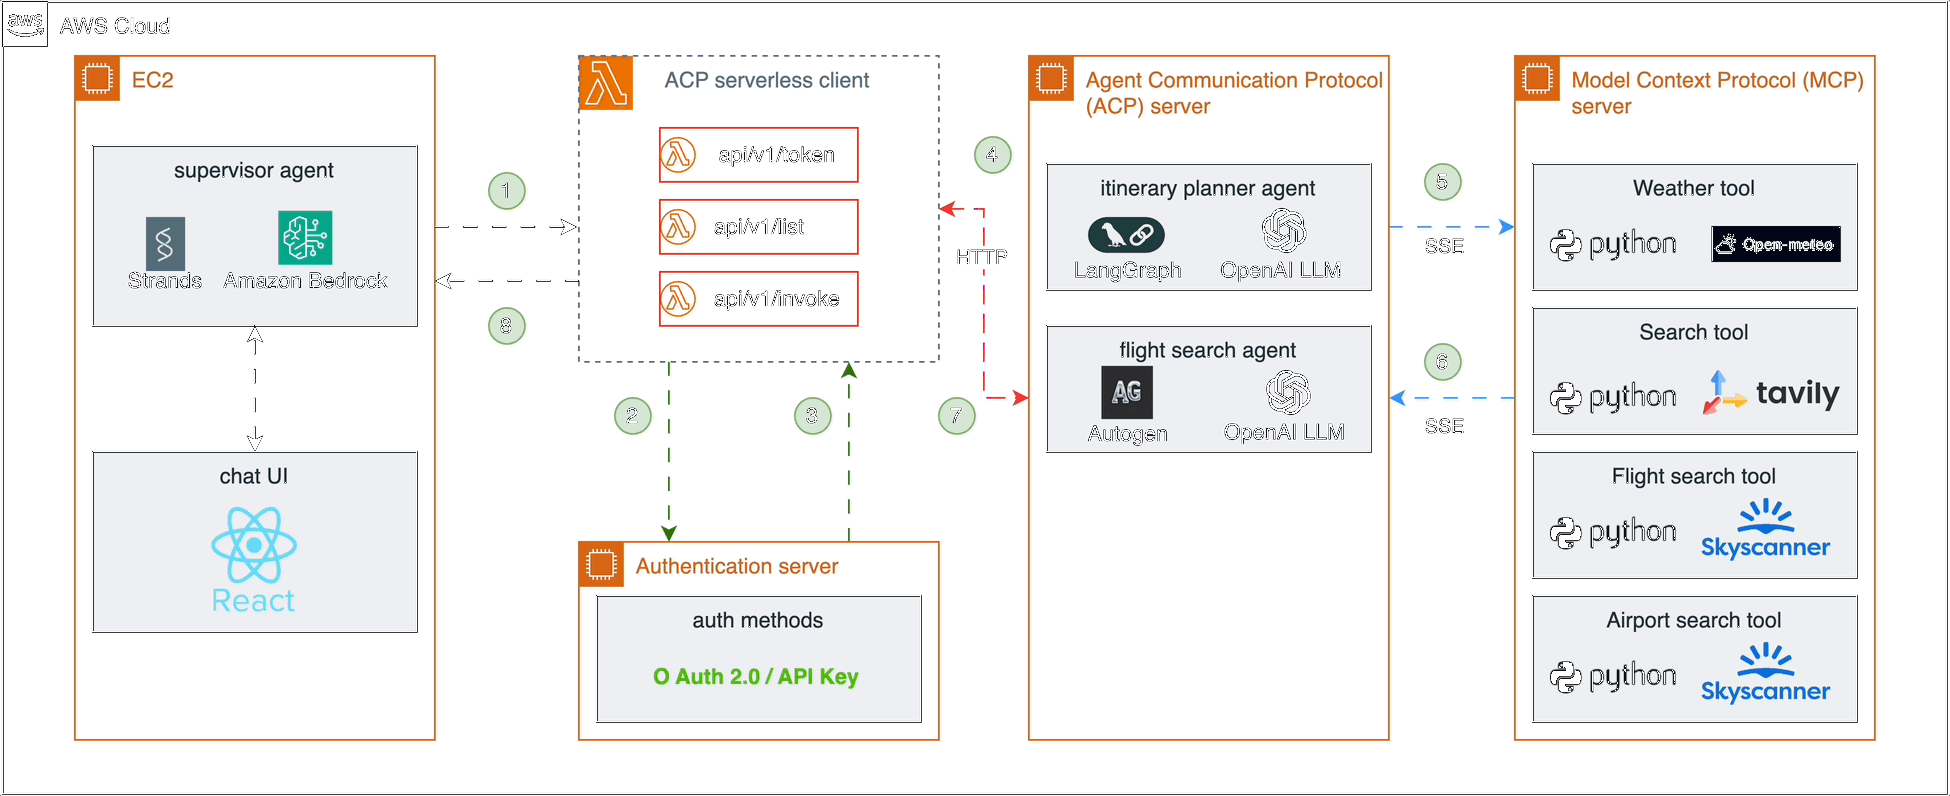 aws
AWS Cloud
EC2
supervisor agent
Strands
Amazon Bedrock
chat UI
React
1
8
ACP serverless client
api/v1/token
api/v1/list
api/v1/invoke
2
3
Authentication server
auth methods
O Auth 2.0 / API Key
4
HTTP
7
Agent Communication Protocol
(ACP) server
itinerary planner agent
LangGraph
OpenAI LLM
flight search agent
AG
Autogen
OpenAI LLM
5
SSE
6
SSE
Model Context Protocol (MCP)
server
Weather tool
python
Open-meteo
Search tool
python
tavily
Flight search tool
python
Skyscanner
Airport search tool
python
Skyscanner